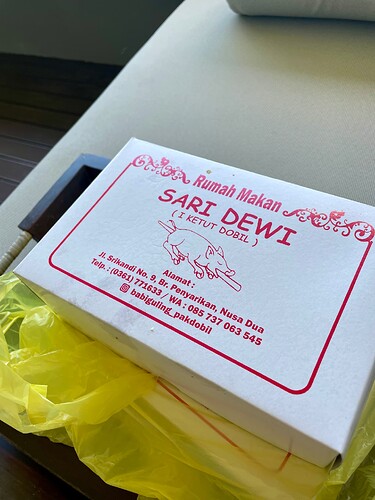 Rumah Makan
SARI DEWI
( I KETUT DOBIL )
Alamat :
Jl. Srikandi No. 9, Br. Penyarikan, Nusa Dua
Telp. : (0361) 771633 / WA : 085 737 063 545
babiguling_pakdobil